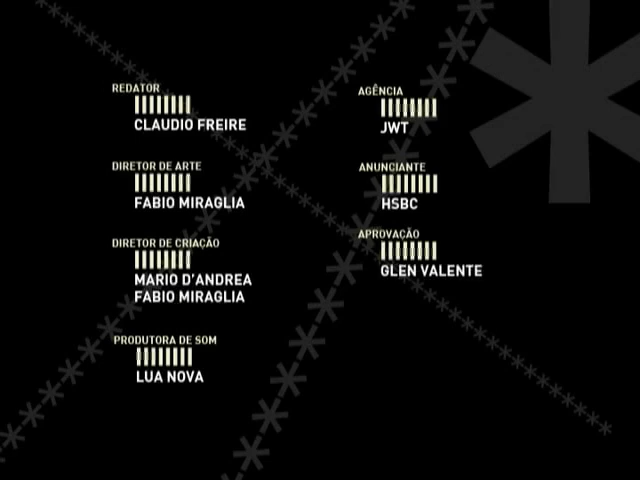 REDATOR
CLAUDIO FREIRE
DIRETOR DE ARTE
FABIO MIRAGLIA
DIRETOR DE CRIAÇÃO
MARIO D'ANDREA
FABIO MIRAGLIA
PRODUTORA DE SOM
LUA NOVA
AGÊNCIA
JWT
ANUNCIANTE
HSBC
APROVAÇÃO
GLEN VALENTE